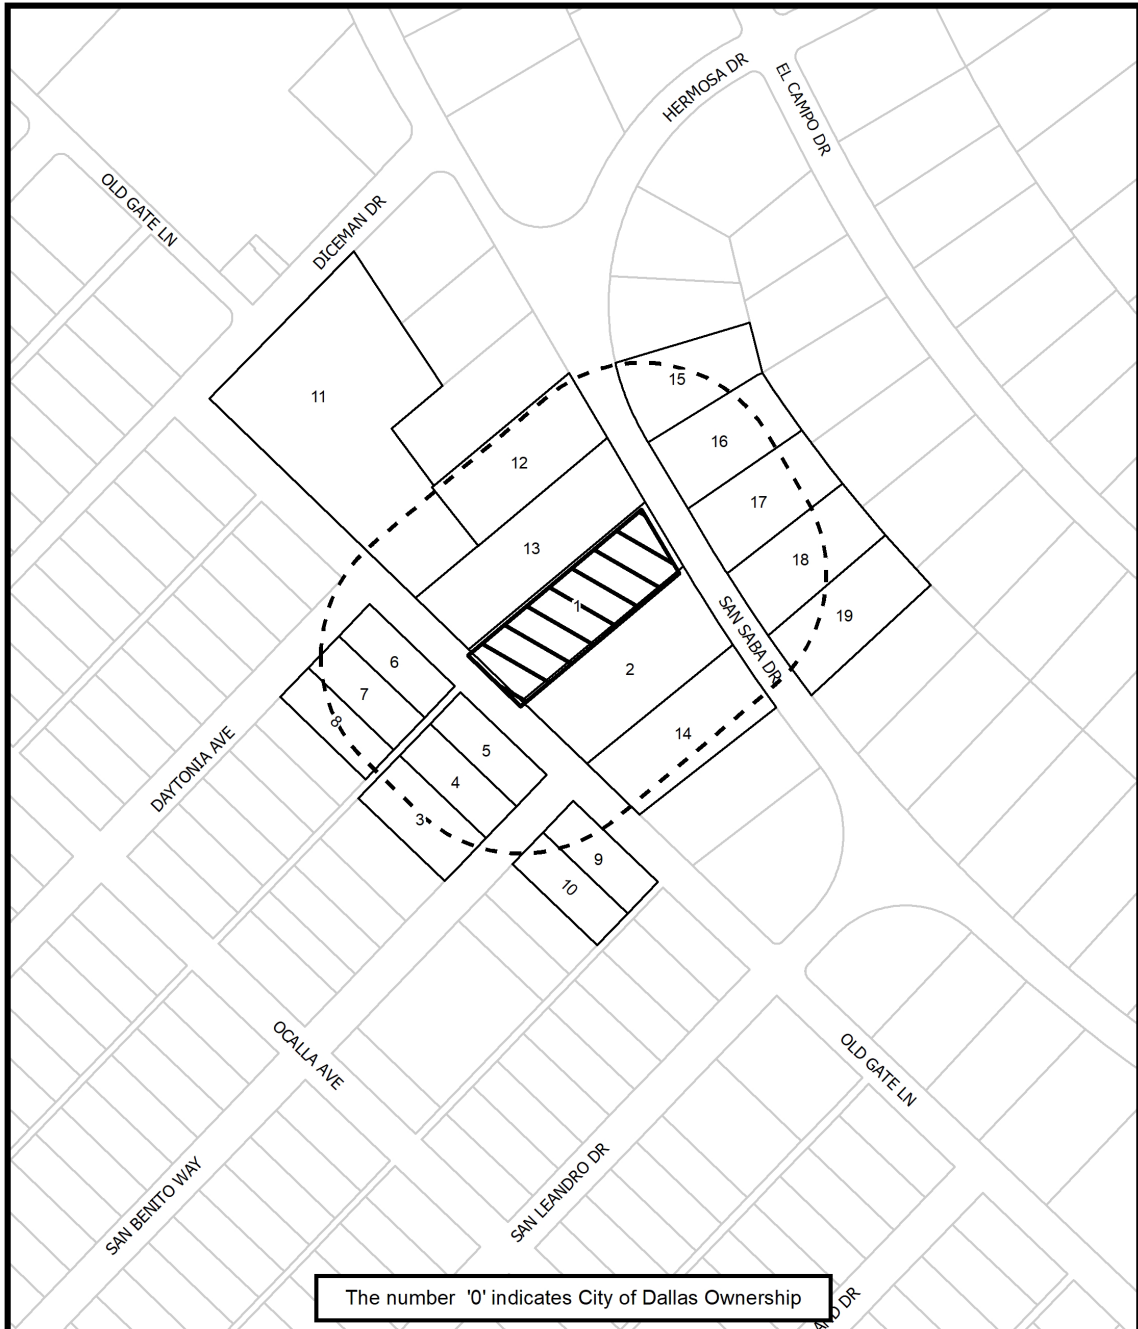 HERMOSA DR
EL CAMPO DR
OLD GATE LN
DICEMAN DR
15
11
16
12
17
13
18
1
SAN SABA DR
19
6
2
7
8
14
5
DAYTONIA AVE
4
3
9
10
OCALLA AVE
OLD GATE LN
SAN LEANDRO DR
SAN BENITO WAY
The number '0' indicates City of Dallas Ownership
DR